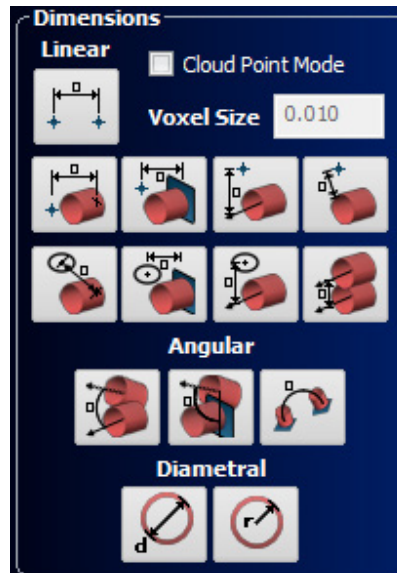 Dimensions
Linear
Cloud Point Mode
Voxel Size 0.010
Angular
Diametral
d
r